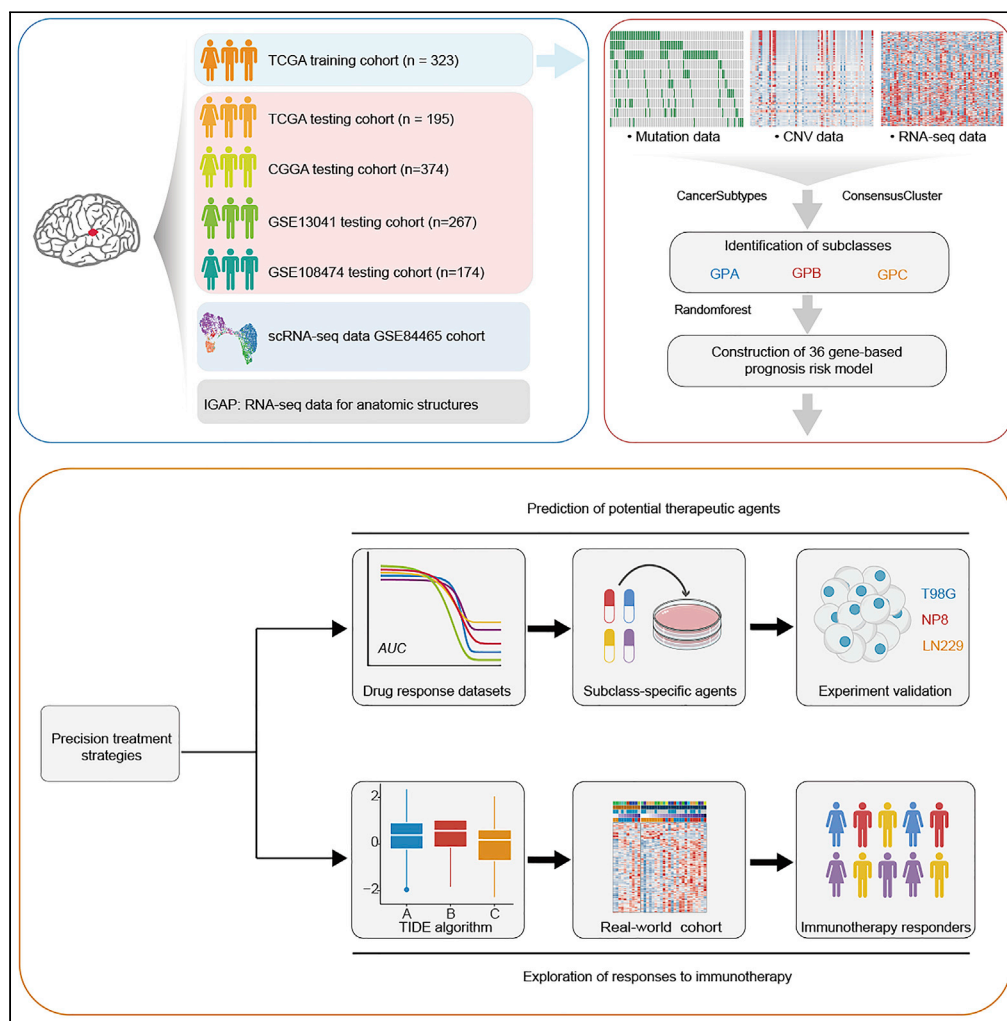 TCGA training cohort (n = 323)
TCGA testing cohort (n = 195)
CGGA testing cohort (n=374)
GSE13041 testing cohort (n=267)
GSE108474 testing cohort (n=174)
scRNA-seq data GSE84465 cohort
IGAP: RNA-seq data for anatomic structures
• Mutation data
• CNV data
• RNA-seq data
CancerSubtypes
ConsensusCluster
Identification of subclasses
GPA GPB GPC
Randomforest
Construction of 36 gene-based
prognosis risk model
Prediction of potential therapeutic agents
AUC
Drug response datasets
Subclass-specific agents
T98G
NP8
LN229
Experiment validation
Precision treatment
strategies
2
0
−2
A B C
TIDE algorithm
Real-world cohort
Immunotherapy responders
Exploration of responses to immunotherapy